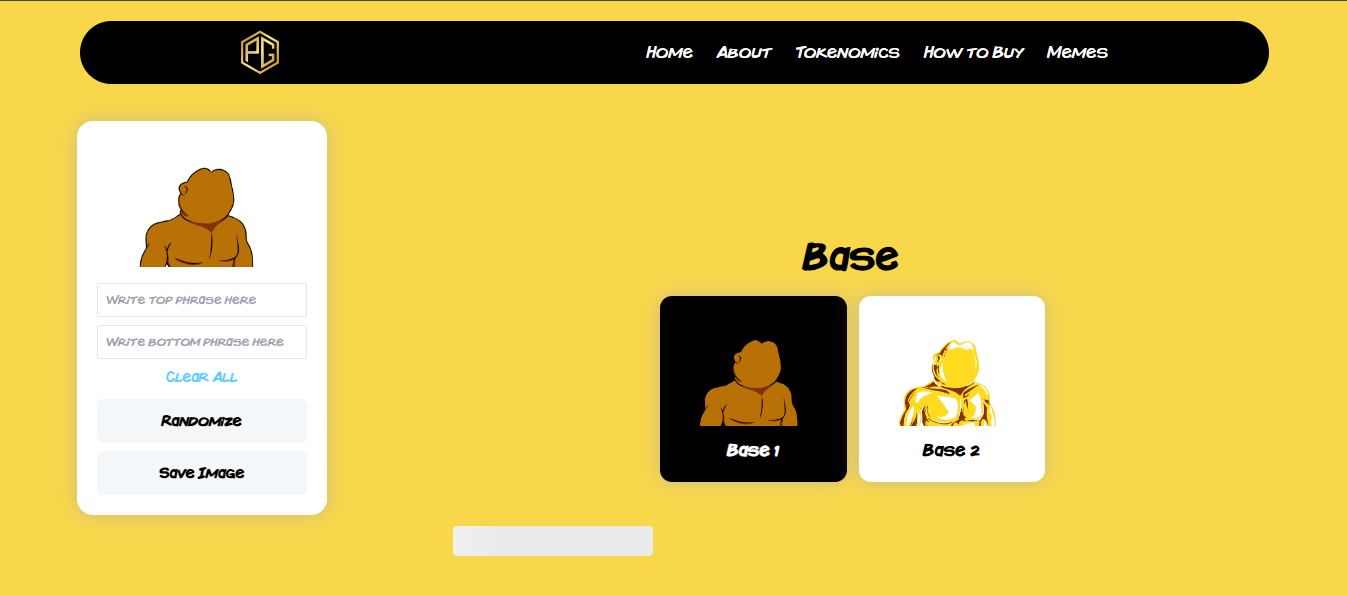 PG
Home About Tokenomics How to Buy Memes
Write top phrase here
Write bottom phrase here
Clear All
Randomize
Save Image
Base
Base 1
Base 2